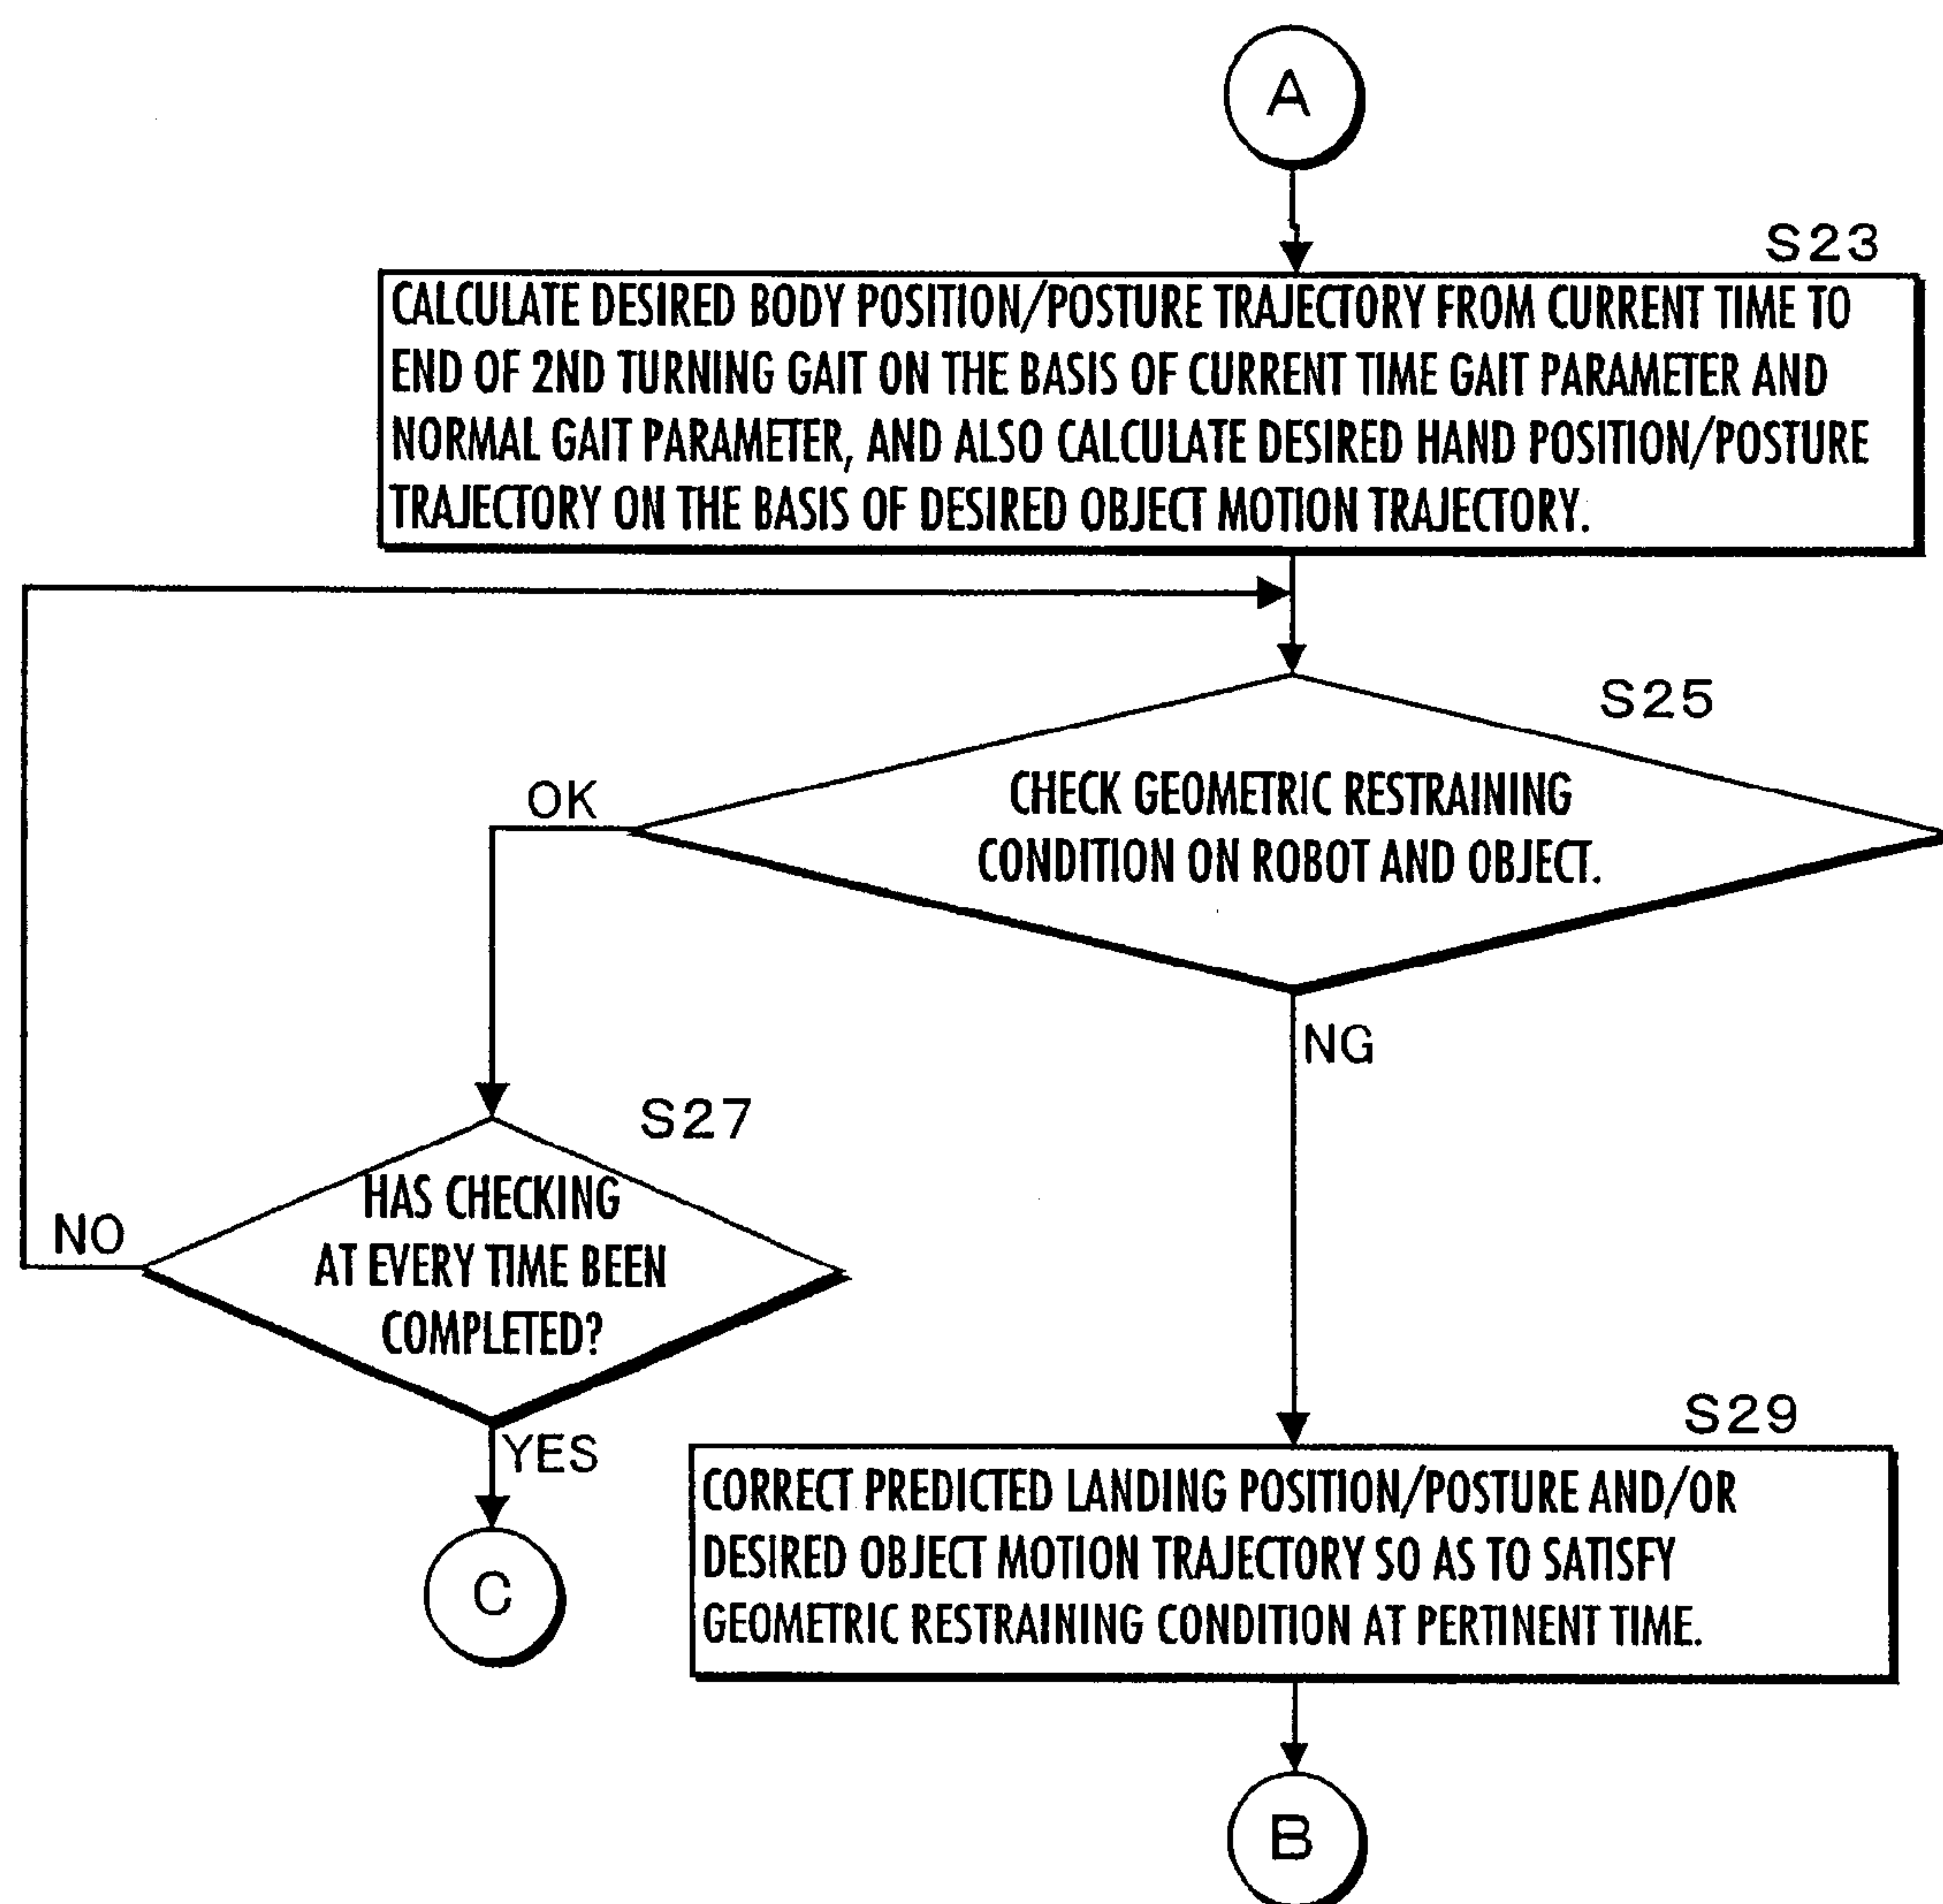 A
S23
CALCULATE DESIRED BODY POSITION/POSTURE TRAJECTORY FROM CURRENT TIME TO
END OF 2ND TURNING GAIT ON THE BASIS OF CURRENT TIME GAIT PARAMETER AND
NORMAL GAIT PARAMETER, AND ALSO CALCULATE DESIRED HAND POSITION/POSTURE
TRAJECTORY ON THE BASIS OF DESIRED OBJECT MOTION TRAJECTORY.
S25
OK
CHECK GEOMETRIC RESTRAINING
CONDITION ON ROBOT AND OBJECT.
NG
S27
HAS CHECKING
AT EVERY TIME BEEN
COMPLETED?
NO
YES
C
S29
CORRECT PREDICTED LANDING POSITION/POSTURE AND/OR
DESIRED OBJECT MOTION TRAJECTORY SO AS TO SATISFY
GEOMETRIC RESTRAINING CONDITION AT PERTINENT TIME.
B